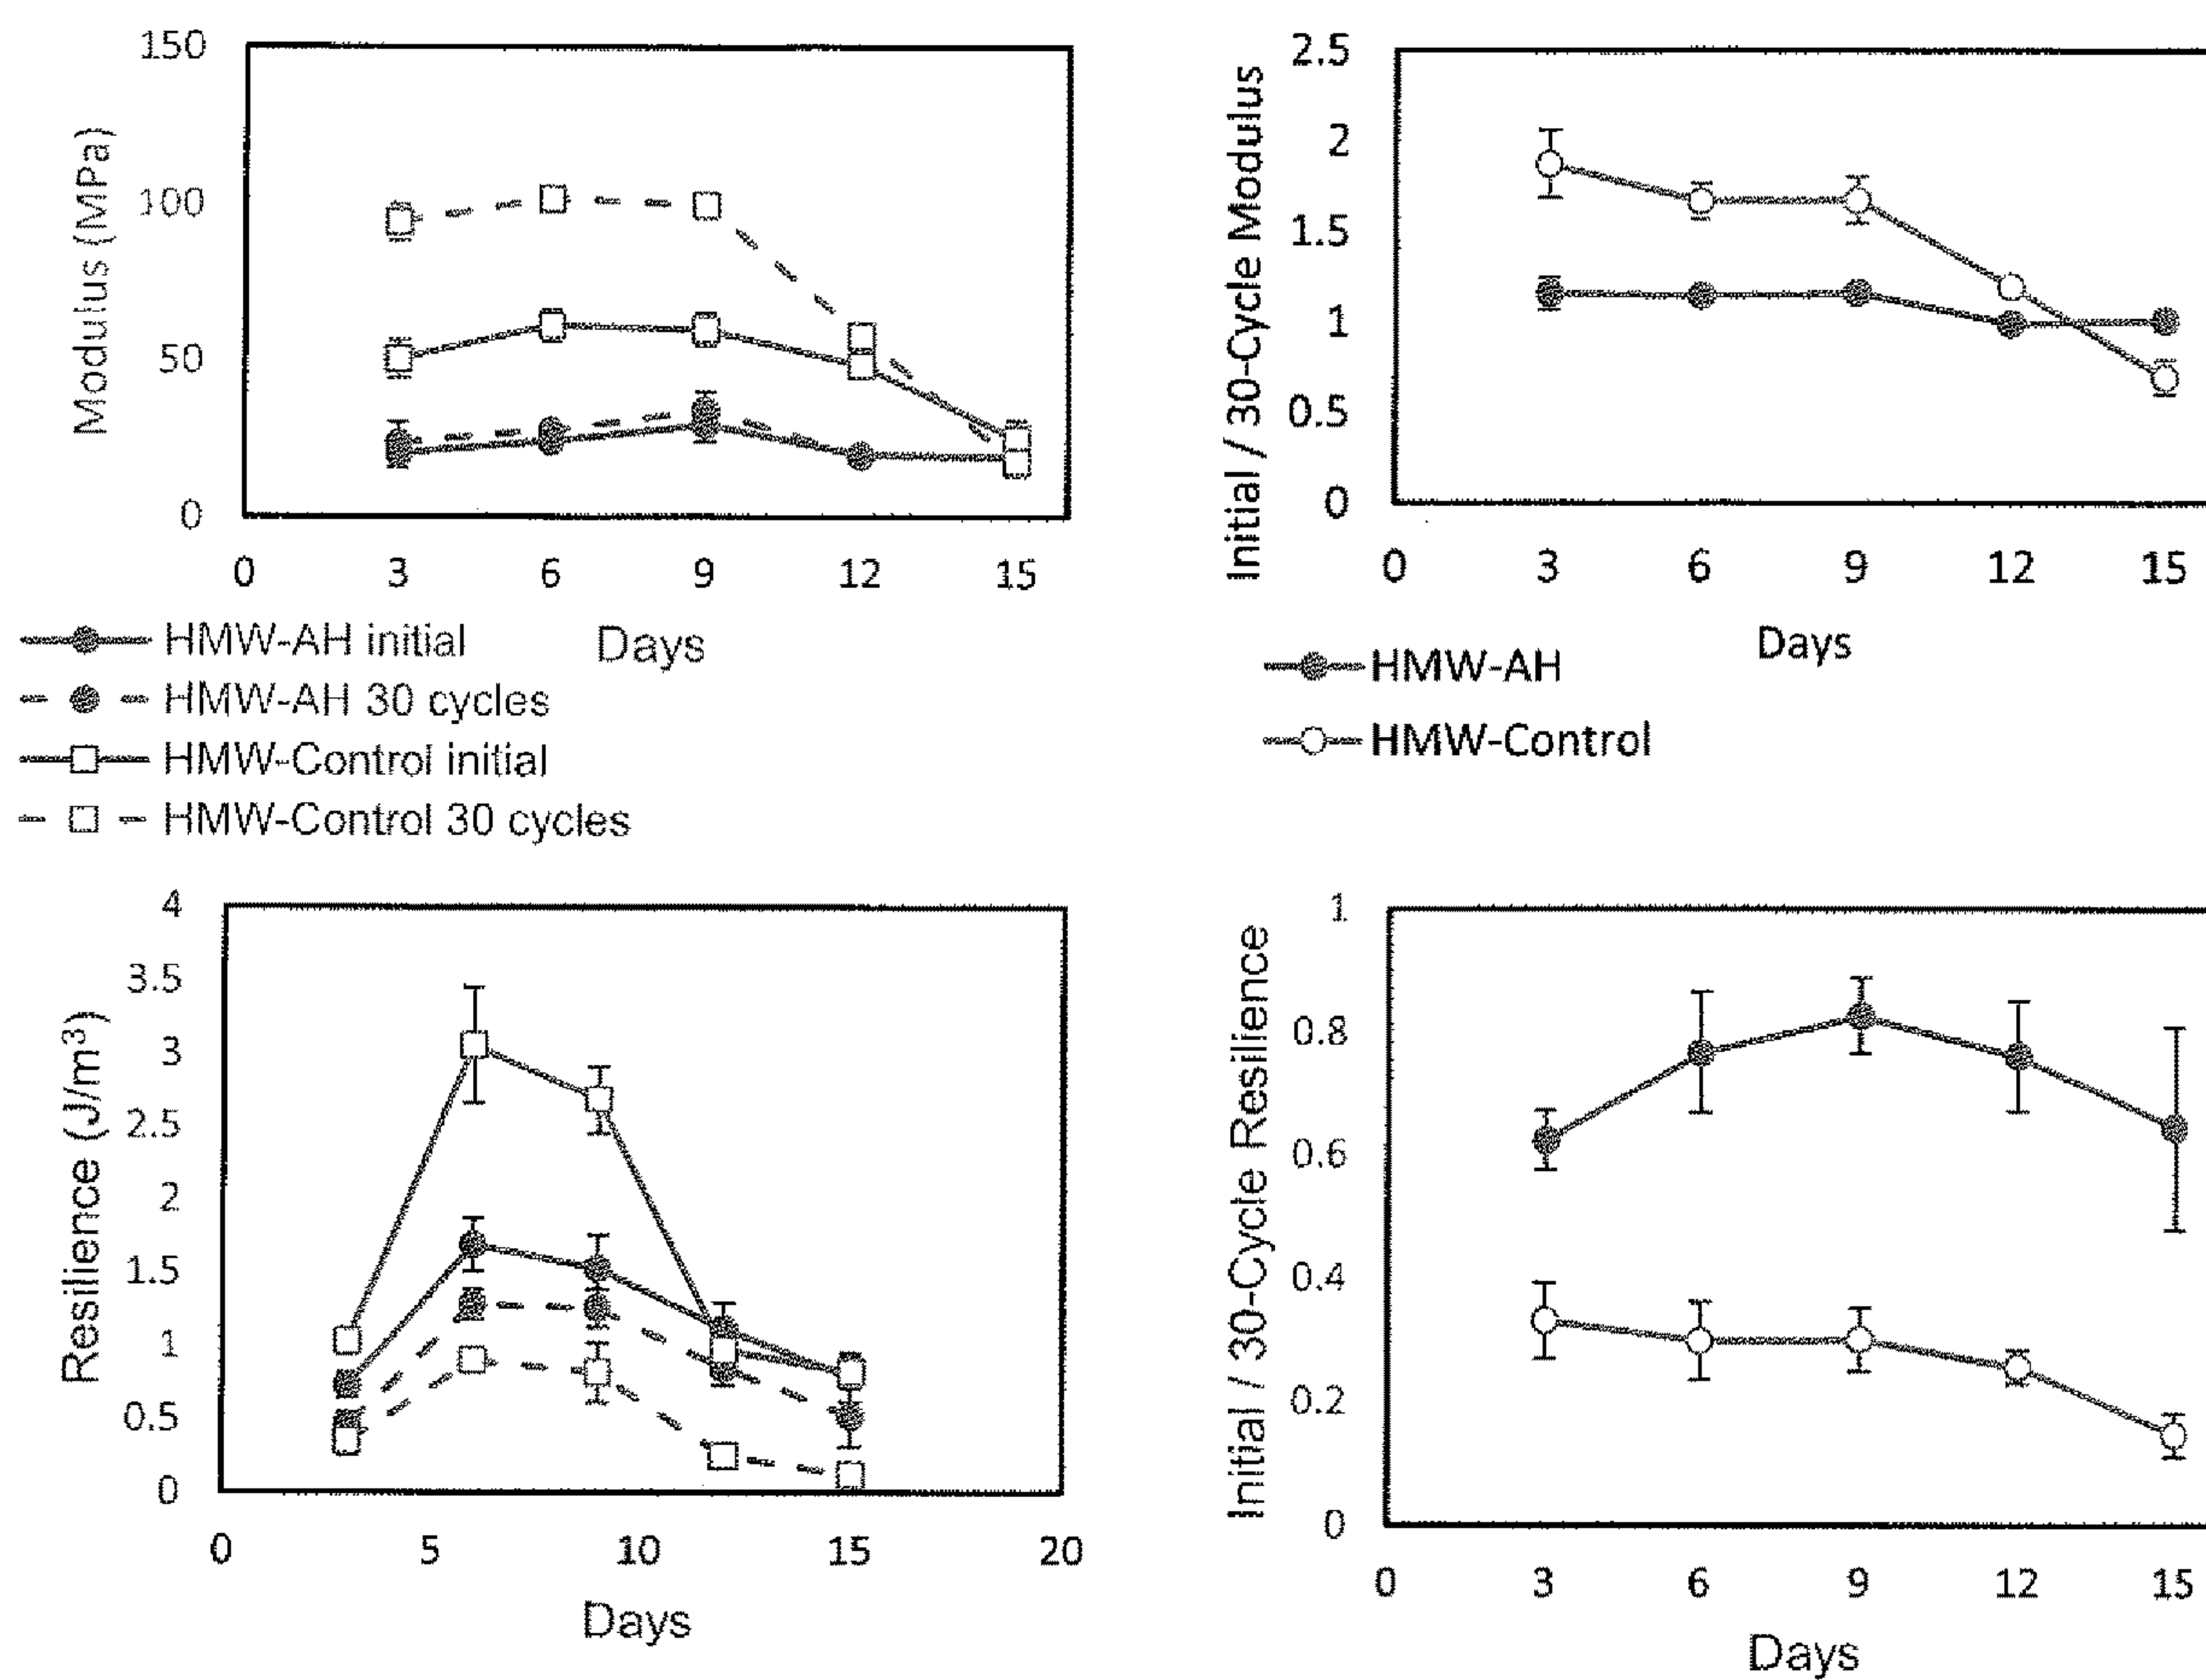 Modulus (MPa)
150
100
50
0
0 3 6 9 12 15
Days
HMW-AH initial
HMW-AH 30 cycles
HMW-Control initial
HMW-Control 30 cycles
Initial / 30-Cycle Modulus
2.5
2
1.5
1
0.5
0
0 3 6 9 12 15
Days
HMW-AH
HMW-Control
Resilience (J/m³)
4
3.5
3
2.5
2
1.5
1
0.5
0
0 5 10 15 20
Days
Initial / 30-Cycle Resilience
1
0.8
0.6
0.4
0.2
0
0 3 6 9 12 15
Days